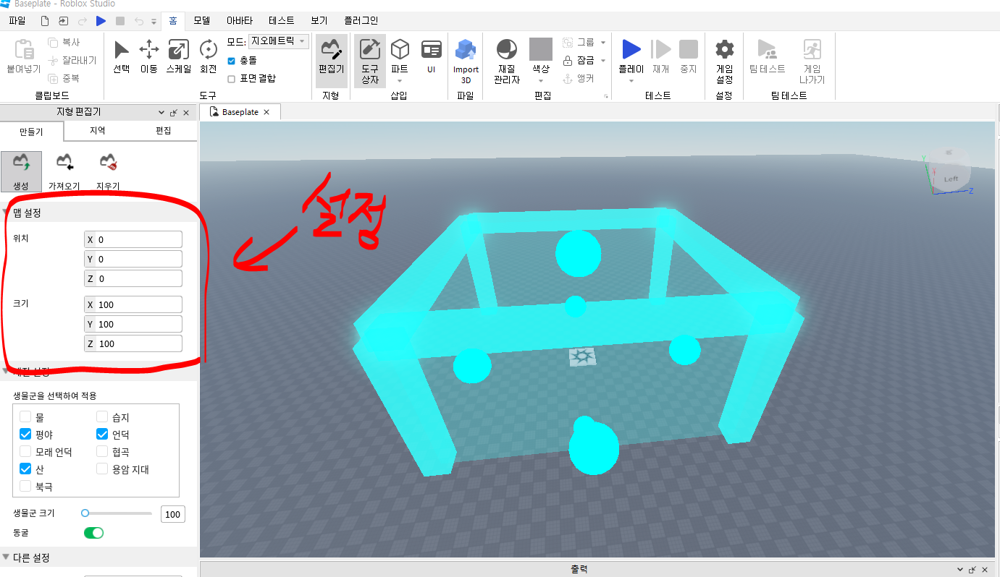 Baseplate - Roblox Studio
파일 홈 모델 아바타 테스트 보기 플러그인
붙여넣기 복사 잘라내기 중복
클립보드
선택 이동 스케일 회전
모드: 지오메트릭
충돌
표면 결합
도구
편집기
지형
도구 상자 파트 UI
삽입
Import 3D
파일
재질 관리자 색상 그룹 잠금 앵커
편집
플레이 재개 중지
테스트
게임 설정
설정
팀 테스트 게임 나가기
팀 테스트
지형 편집기
Baseplate
만들기 지역 편집
생성 가져오기 지우기
맵 설정
위치
X 0
Y 0
Z 0
크기
X 100
Y 100
Z 100
설정
생물군을 선택하여 적용
물 습지
평야 언덕
모래 언덕 협곡
산 용암 지대
북극
생물군 크기 100
동굴
다른 설정
설정
Y
Y
Left
Z
출력